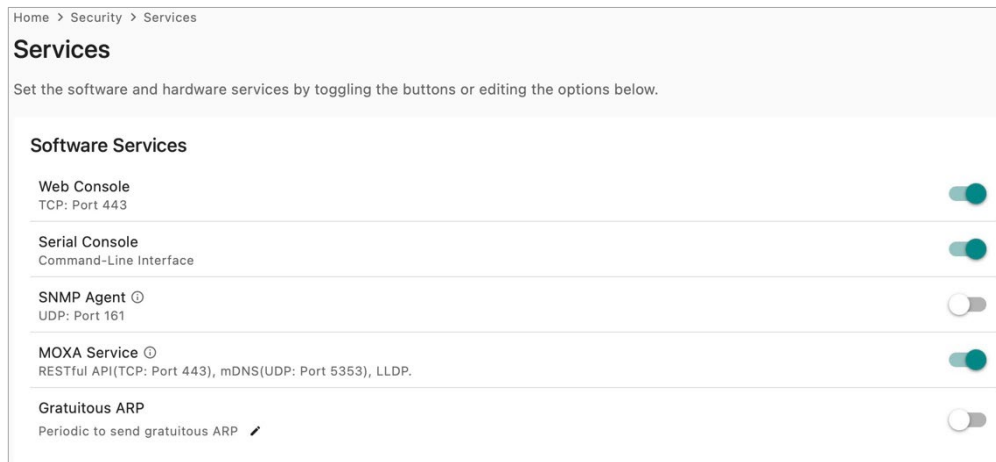 Home > Security > Services
Services
Set the software and hardware services by toggling the buttons or editing the options below.
Software Services
Web Console
TCP: Port 443
Serial Console
Command-Line Interface
SNMP Agent
UDP: Port 161
MOXA Service
RESTful API(TCP: Port 443), mDNS(UDP: Port 5353), LLDP.
Gratuitous ARP
Periodic to send gratuitous ARP